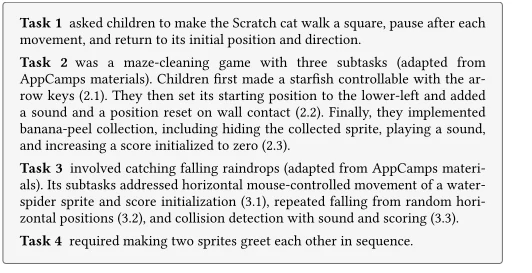 Task 1 asked children to make the Scratch cat walk a square, pause after each
movement, and return to its initial position and direction.
Task 2 was a maze-cleaning game with three subtasks (adapted from
AppCamps materials). Children first made a starfish controllable with the ar-
row keys (2.1). They then set its starting position to the lower-left and added
a sound and a position reset on wall contact (2.2). Finally, they implemented
banana-peel collection, including hiding the collected sprite, playing a sound,
and increasing a score initialized to zero (2.3).
Task 3 involved catching falling raindrops (adapted from AppCamps materi-
als). Its subtasks addressed horizontal mouse-controlled movement of a water-
spider sprite and score initialization (3.1), repeated falling from random hori-
zontal positions (3.2), and collision detection with sound and scoring (3.3).
Task 4 required making two sprites greet each other in sequence.